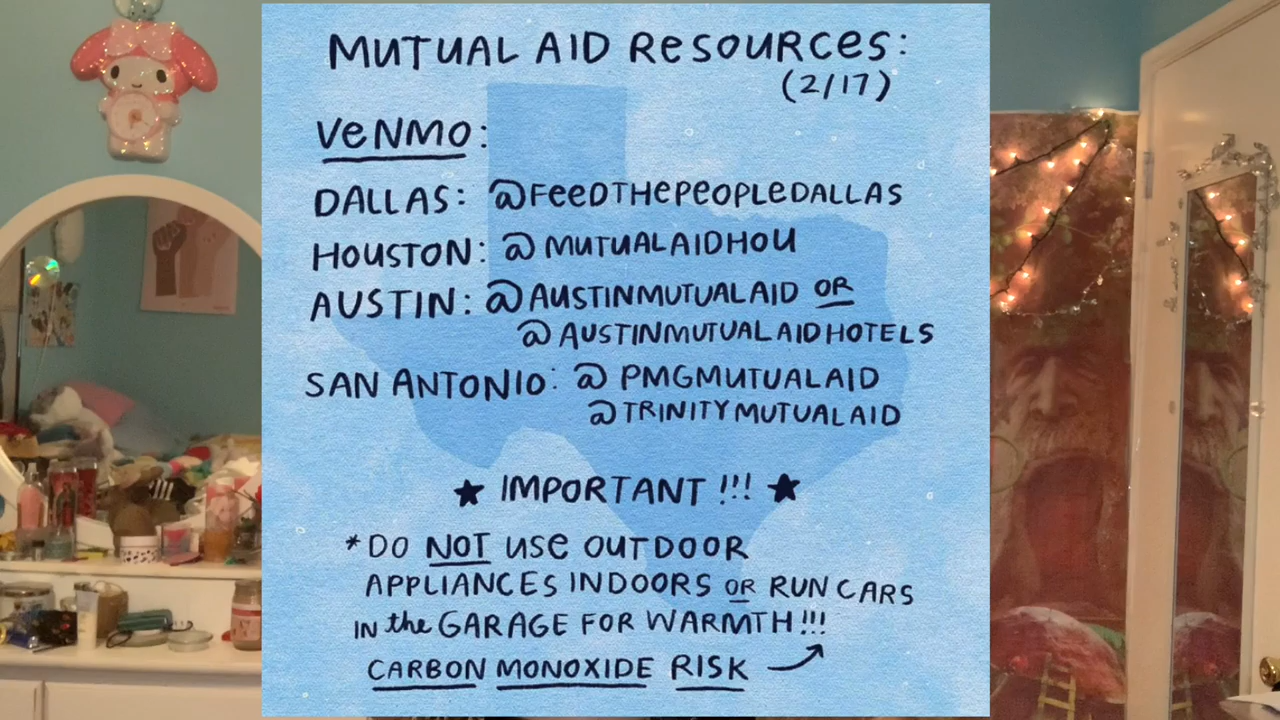 MUTUAL AID RESOURCES:
(2/17)
VENMO:
DALLAS: @FEEDTHEPEOPLEDALLAS
HOUSTON: @MUTUALAIDHOU
AUSTIN: @AUSTINMUTUALAID OR
@AUSTINMUTUALAIDHOTELS
SAN ANTONIO: @PMGMUTUALAID
@TRINITYMUTUALAID
★ IMPORTANT!!! ★
*DO NOT USE OUTDOOR
APPLIANCES INDOORS OR RUN CARS
IN the GARAGE FOR WARMTH!!!
CARBON MONOXIDE RISK